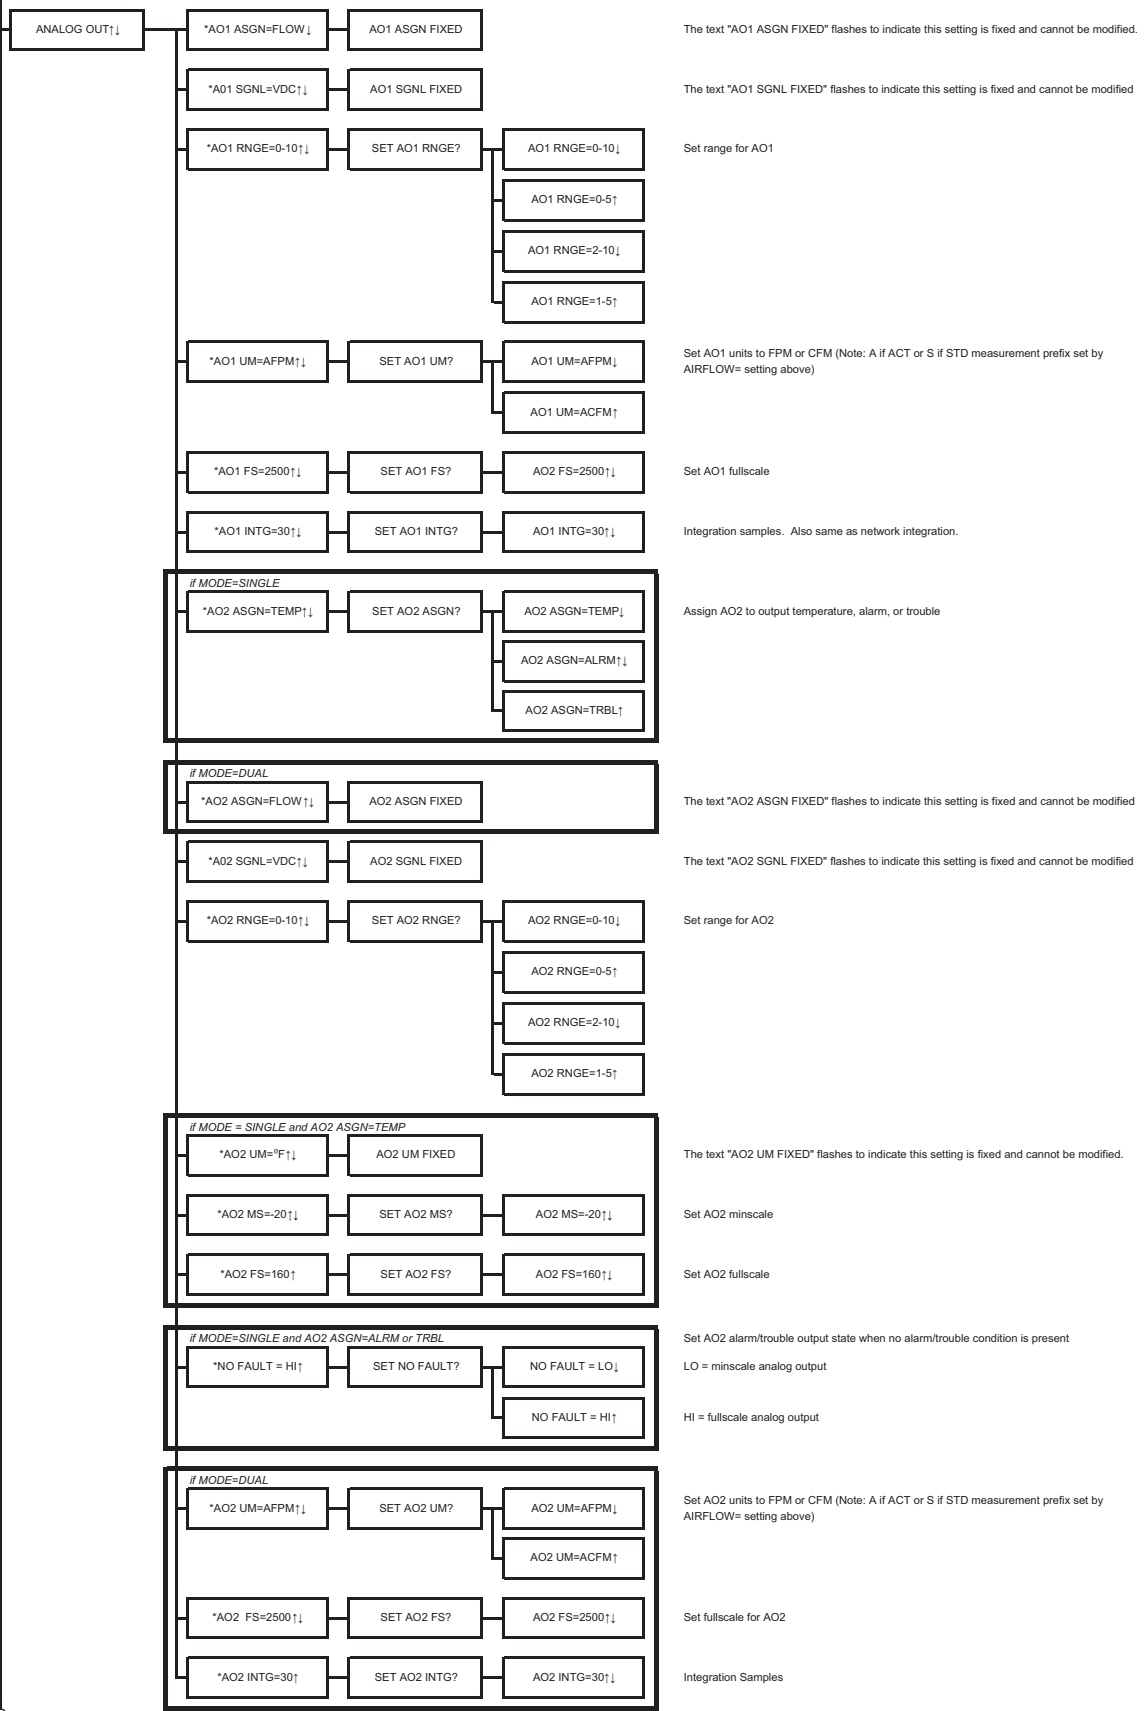 ANALOG OUT↑↓
*AO1 ASGN=FLOW↓
AO1 ASGN FIXED
The text "AO1 ASGN FIXED" flashes to indicate this setting is fixed and cannot be modified.
*A01 SGNL=VDC↑↓
AO1 SGNL FIXED
The text "AO1 SGNL FIXED" flashes to indicate this setting is fixed and cannot be modified
*AO1 RNGE=0-10↑↓
SET AO1 RNGE?
AO1 RNGE=0-10↓
Set range for AO1
AO1 RNGE=0-5↑
AO1 RNGE=2-10↓
AO1 RNGE=1-5↑
*AO1 UM=AFPM↑↓
SET AO1 UM?
AO1 UM=AFPM↓
Set AO1 units to FPM or CFM (Note: A if ACT or S if STD measurement prefix set by
AIRFLOW= setting above)
AO1 UM=ACFM↑
*AO1 FS=2500↑↓
SET AO1 FS?
AO2 FS=2500↑↓
Set AO1 fullscale
*AO1 INTG=30↑↓
SET AO1 INTG?
AO1 INTG=30↑↓
Integration samples.  Also same as network integration.
if MODE=SINGLE
*AO2 ASGN=TEMP↑↓
SET AO2 ASGN?
AO2 ASGN=TEMP↓
Assign AO2 to output temperature, alarm, or trouble
AO2 ASGN=ALRM↑↓
AO2 ASGN=TRBL↑
if MODE=DUAL
*AO2 ASGN=FLOW↑↓
AO2 ASGN FIXED
The text "AO2 ASGN FIXED" flashes to indicate this setting is fixed and cannot be modified
*A02 SGNL=VDC↑↓
AO2 SGNL FIXED
The text "AO2 SGNL FIXED" flashes to indicate this setting is fixed and cannot be modified
*AO2 RNGE=0-10↑↓
SET AO2 RNGE?
AO2 RNGE=0-10↓
Set range for AO2
AO2 RNGE=0-5↑
AO2 RNGE=2-10↓
AO2 RNGE=1-5↑
if MODE = SINGLE and AO2 ASGN=TEMP
*AO2 UM=ºF↑↓
AO2 UM FIXED
The text "AO2 UM FIXED" flashes to indicate this setting is fixed and cannot be modified.
*AO2 MS=-20↑↓
SET AO2 MS?
AO2 MS=-20↑↓
Set AO2 minscale
*AO2 FS=160↑
SET AO2 FS?
AO2 FS=160↑↓
Set AO2 fullscale
if MODE=SINGLE and AO2 ASGN=ALRM or TRBL
Set AO2 alarm/trouble output state when no alarm/trouble condition is present
*NO FAULT = HI↑
SET NO FAULT?
NO FAULT = LO↓
LO = minscale analog output
NO FAULT = HI↑
HI = fullscale analog output
if MODE=DUAL
*AO2 UM=AFPM↑↓
SET AO2 UM?
AO2 UM=AFPM↓
Set AO2 units to FPM or CFM (Note: A if ACT or S if STD measurement prefix set by
AIRFLOW= setting above)
AO2 UM=ACFM↑
*AO2  FS=2500↑↓
SET AO2 FS?
AO2 FS=2500↑↓
Set fullscale for AO2
*AO2 INTG=30↑
SET AO2 INTG?
AO2 INTG=30↑↓
Integration Samples